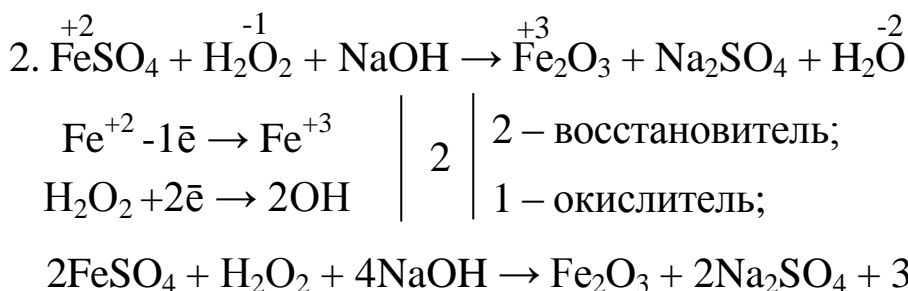 +2 -1 +3 -2
2. FeSO₄ + H₂O₂ + NaOH → Fe₂O₃ + Na₂SO₄ + H₂O
Fe⁺² -1ē → Fe⁺³ | 2 | 2 – восстановитель;
H₂O₂ +2ē → 2OH | | 1 – окислитель;
2FeSO₄ + H₂O₂ + 4NaOH → Fe₂O₃ + 2Na₂SO₄ + 3